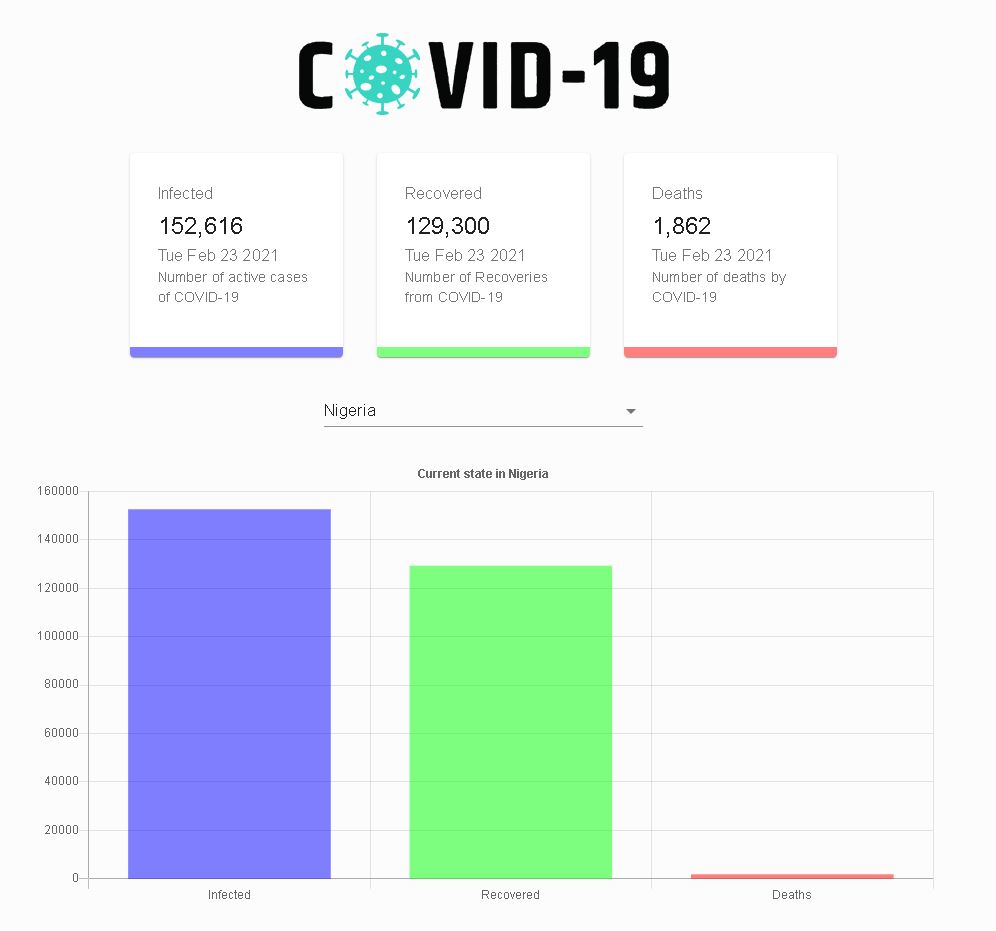 COVID-19
Infected
152,616
Tue Feb 23 2021
Number of active cases
of COVID-19
Recovered
129,300
Tue Feb 23 2021
Number of Recoveries
from COVID-19
Deaths
1,862
Tue Feb 23 2021
Number of deaths by
COVID-19
Nigeria
Current state in Nigeria
160000
140000
120000
100000
80000
60000
40000
20000
0
Infected
Recovered
Deaths